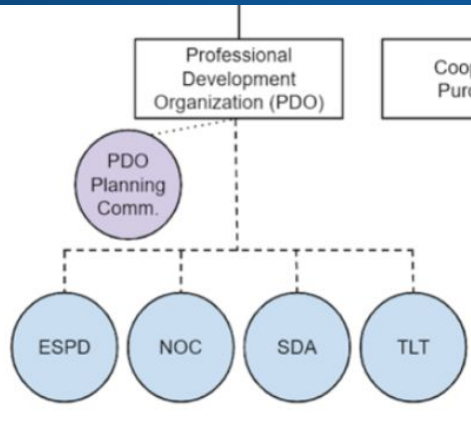 Professional
Development
Organization (PDO)
PDO
Planning
Comm.
ESPD
NOC
SDA
TLT